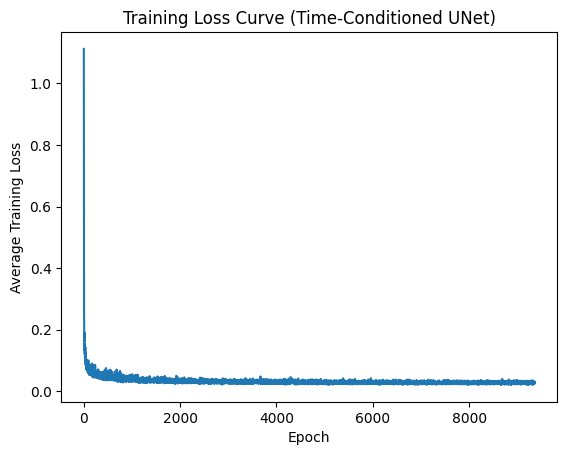 Training Loss Curve (Time-Conditioned UNet)
Average Training Loss
1.0
0.8
0.6
0.4
0.2
0.0
0 2000 4000 6000 8000
Epoch